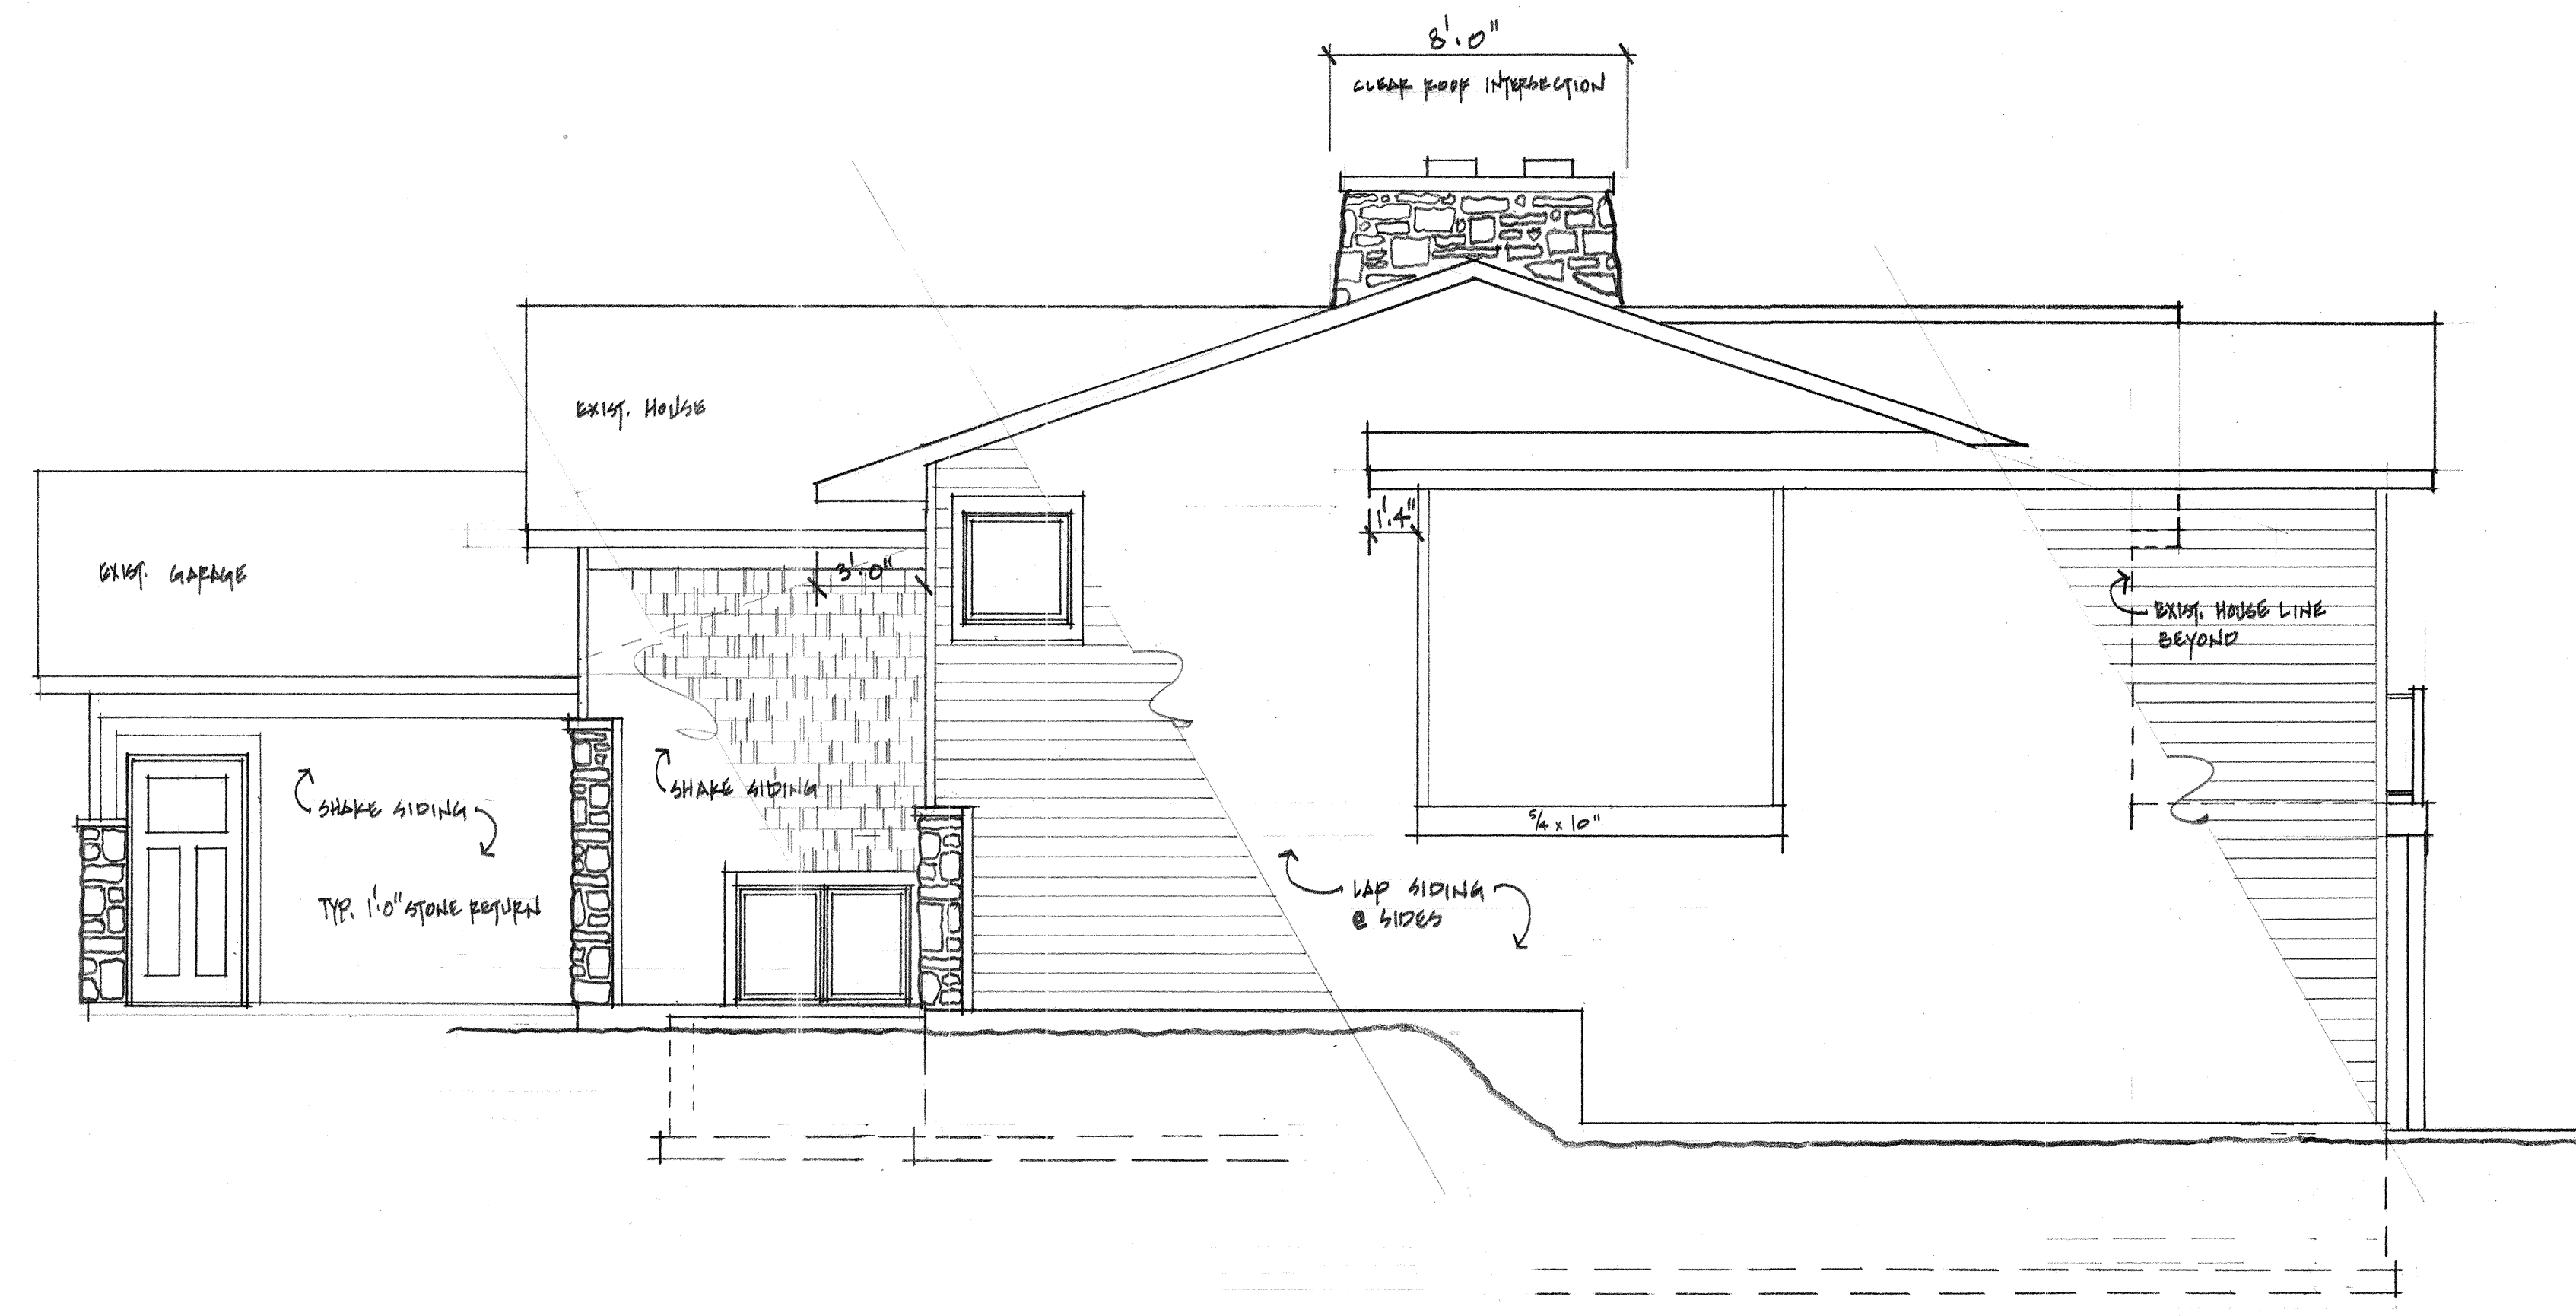 8'·0"
CLEAR ROOF INTERSECTION
EXIST. HOUSE
1'·4"
EXIST. GARAGE
3'·0"
EXIST. HOUSE LINE
BEYOND
SHAKE SIDING
SHAKE SIDING
5/4 x 10"
TYP. 1'·0" STONE RETURN
LAP SIDING
@ SIDES